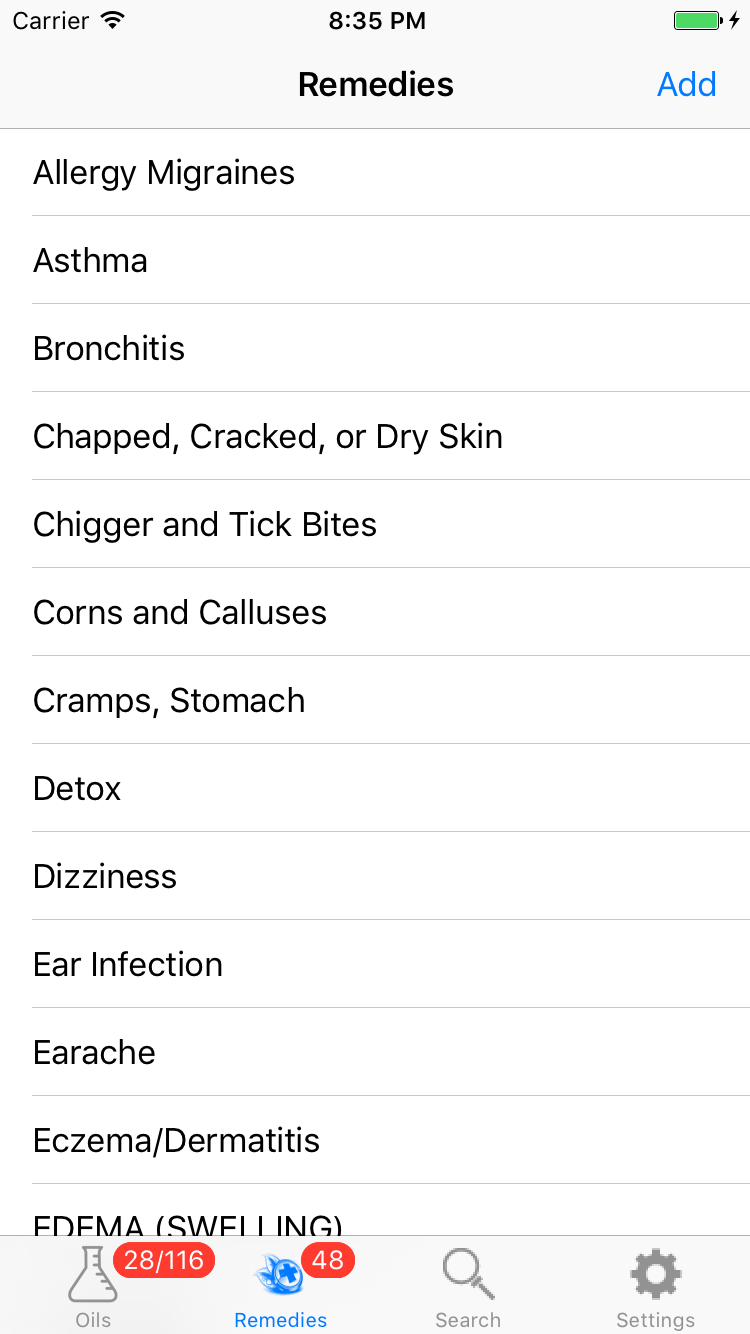 Carrier 8:35 PM
Remedies Add
Allergy Migraines
Asthma
Bronchitis
Chapped, Cracked, or Dry Skin
Chigger and Tick Bites
Corns and Calluses
Cramps, Stomach
Detox
Dizziness
Ear Infection
Earache
Eczema/Dermatitis
EDEMA (SWELLING)
28/116 48
Oils Remedies Search Settings